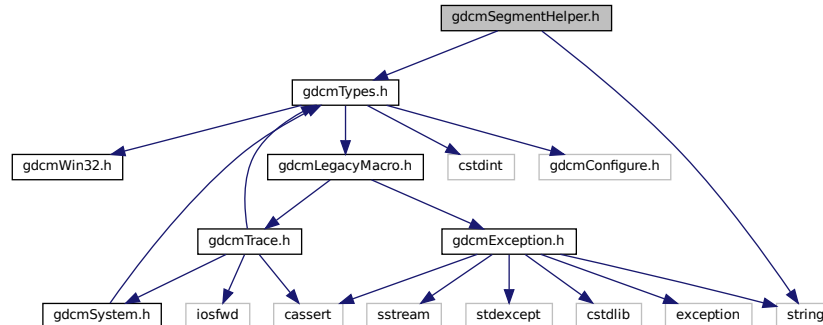 gdcmSegmentHelper.h
gdcmTypes.h
gdcmWin32.h
gdcmLegacyMacro.h
cstdint
gdcmConfigure.h
gdcmTrace.h
gdcmException.h
gdcmSystem.h
iosfwd
cassert
sstream
stdexcept
cstdlib
exception
string